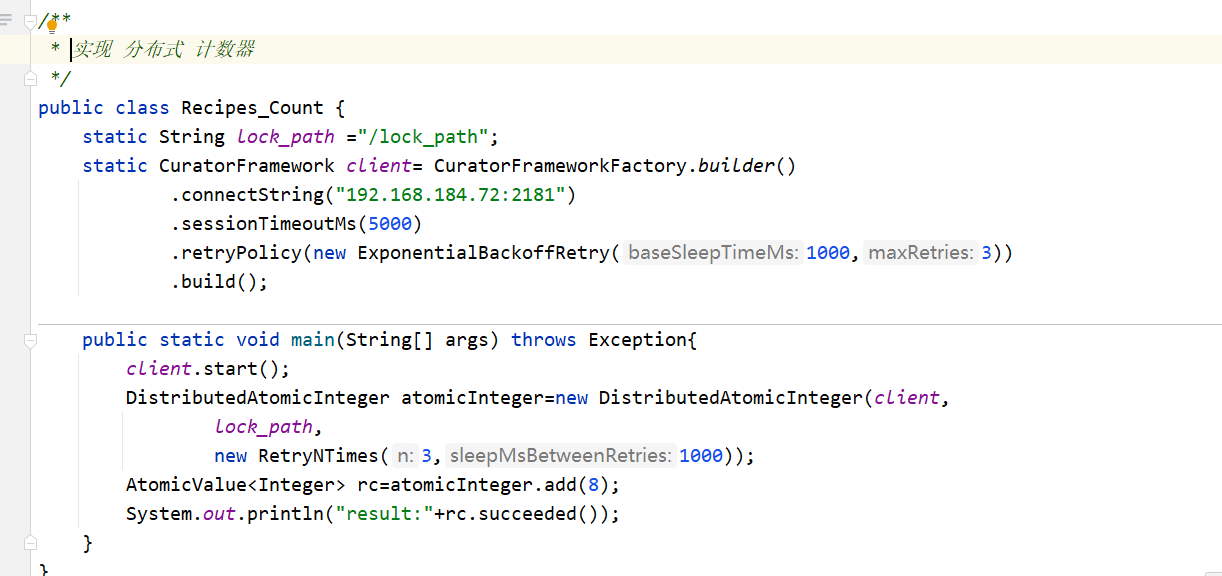 /**
 * 实现 分布式 计数器
 */
public class Recipes_Count {
    static String lock_path ="/lock_path";
    static CuratorFramework client= CuratorFrameworkFactory.builder()
            .connectString("192.168.184.72:2181")
            .sessionTimeoutMs(5000)
            .retryPolicy(new ExponentialBackoffRetry( baseSleepTimeMs: 1000, maxRetries: 3))
            .build();
    public static void main(String[] args) throws Exception{
        client.start();
        DistributedAtomicInteger atomicInteger=new DistributedAtomicInteger(client,
                lock_path,
                new RetryNTimes( n: 3, sleepMsBetweenRetries: 1000));
        AtomicValue<Integer> rc=atomicInteger.add(8);
        System.out.println("result:"+rc.succeeded());
    }
}